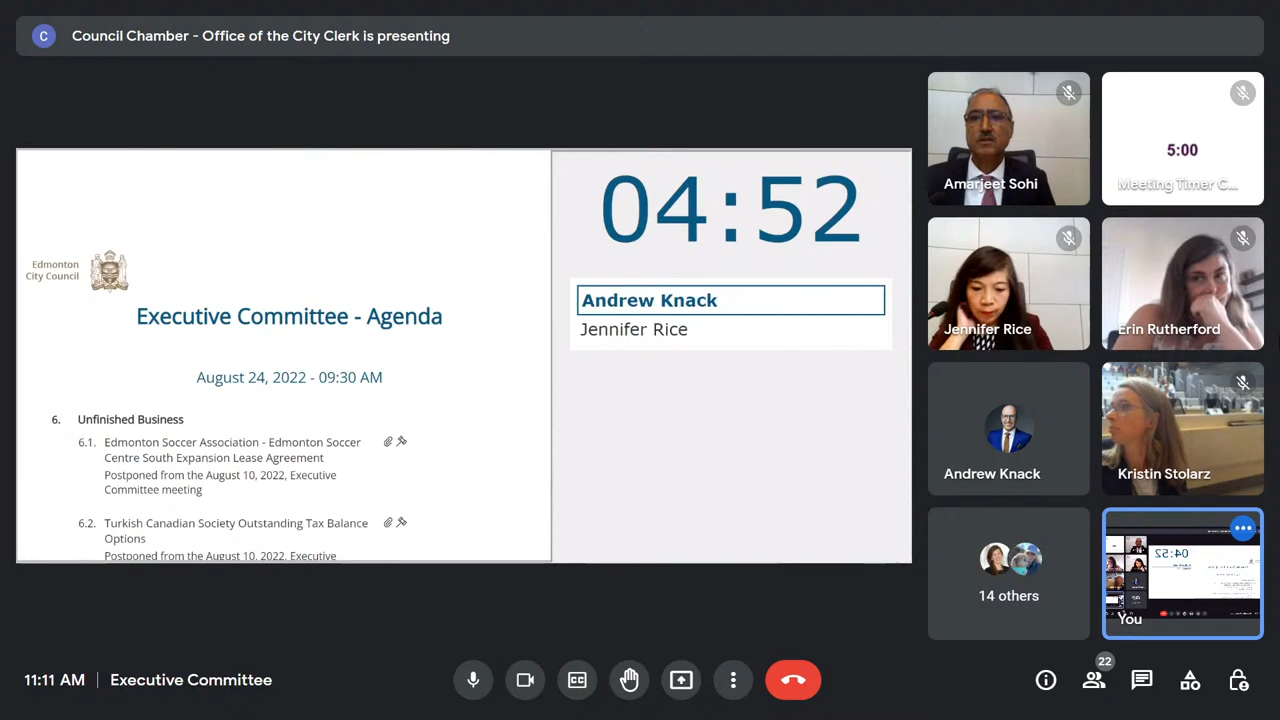 C Council Chamber - Office of the City Clerk is presenting
Edmonton
City Council
Executive Committee - Agenda
August 24, 2022 - 09:30 AM
6. Unfinished Business
6.1. Edmonton Soccer Association - Edmonton Soccer
Centre South Expansion Lease Agreement
Postponed from the August 10, 2022, Executive
Committee meeting
6.2. Turkish Canadian Society Outstanding Tax Balance
Options
Postponed from the August 10, 2022, Executive
04:52
Andrew Knack
Jennifer Rice
Amarjeet Sohi
5:00
Meeting Timer C...
Jennifer Rice
Erin Rutherford
Andrew Knack
Kristin Stolarz
14 others
04:52
You
11:11 AM | Executive Committee
CC
22